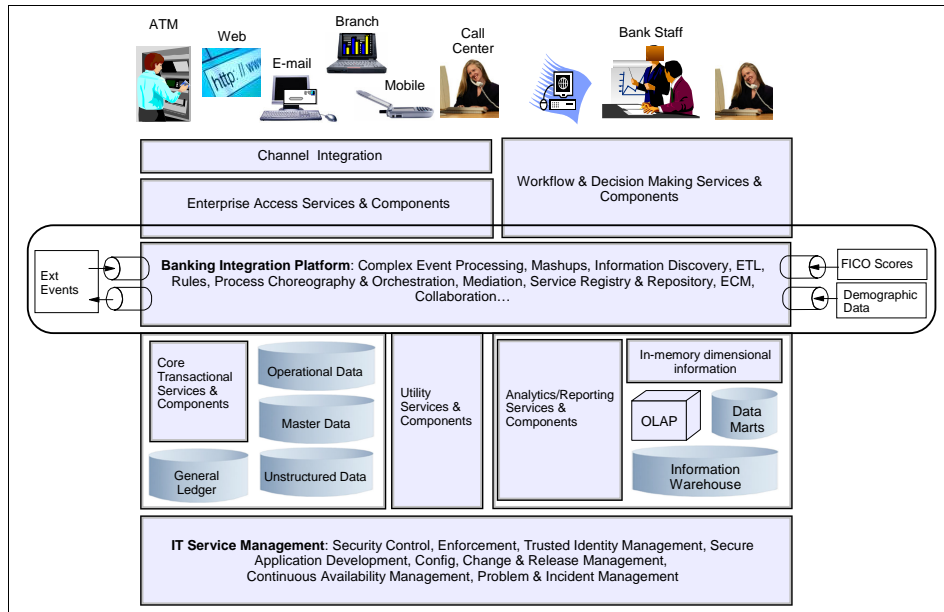 ATM
Web
E-mail
Branch
Mobile
Call
Center
Bank Staff
http: // www
Channel Integration
Enterprise Access Services & Components
Workflow & Decision Making Services &
Components
Ext
Events
Banking Integration Platform: Complex Event Processing, Mashups, Information Discovery, ETL,
Rules, Process Choreography & Orchestration, Mediation, Service Registry & Repository, ECM,
Collaboration...
FICO Scores
Demographic
Data
Core
Transactional
Services &
Components
Operational Data
Master Data
General
Ledger
Unstructured Data
Utility
Services &
Components
Analytics/Reporting
Services &
Components
In-memory dimensional
information
OLAP
Data
Marts
Information
Warehouse
IT Service Management: Security Control, Enforcement, Trusted Identity Management, Secure
Application Development, Config, Change & Release Management,
Continuous Availability Management, Problem & Incident Management